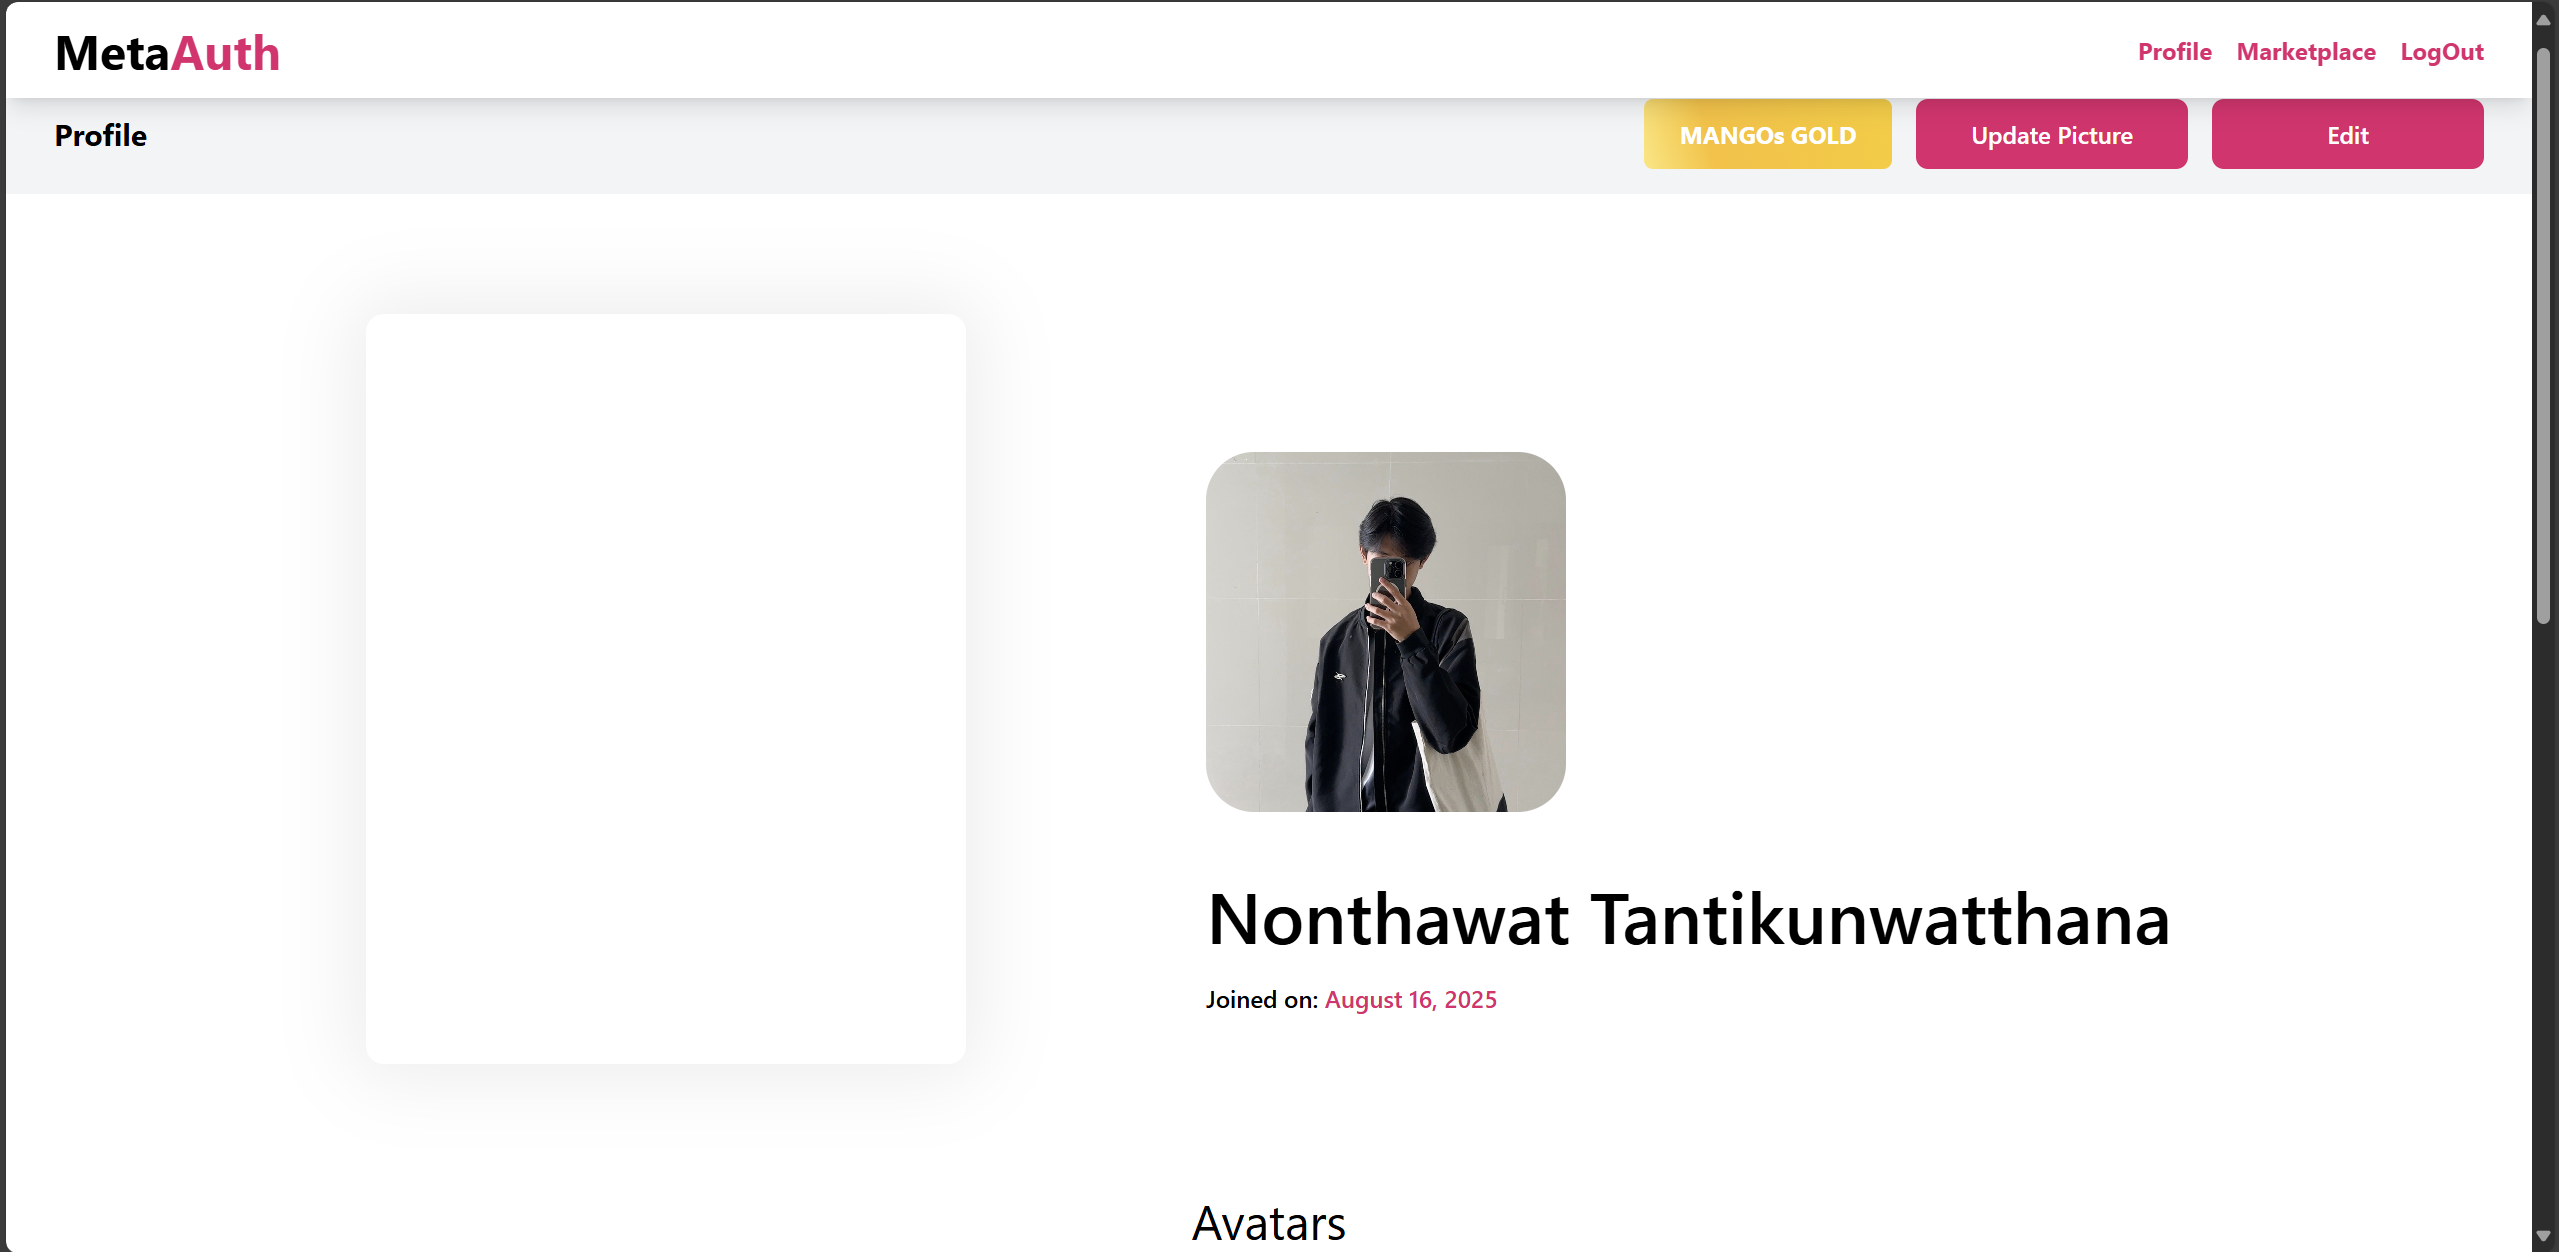 MetaAuth
Profile Marketplace LogOut
Profile
MANGOs GOLD
Update Picture
Edit
Nonthawat Tantikunwatthana
Joined on: August 16, 2025
Avatars